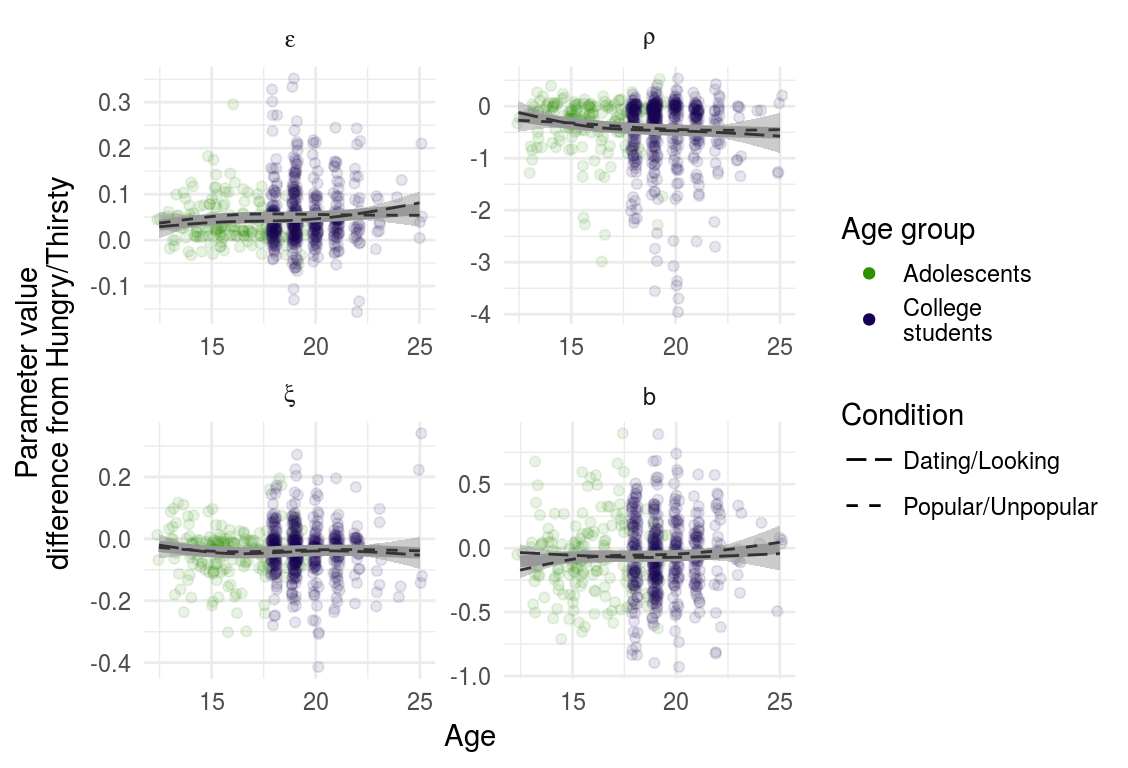 ε
ρ
0.3
0.2
0.1
0.0
-0.1
15
20
25
0
-1
-2
-3
-4
15
20
25
ξ
b
0.2
0.0
-0.2
-0.4
15
20
25
0.5
0.0
-0.5
-1.0
15
20
25
Parameter value
difference from Hungry/Thirsty
Age
Age group
Adolescents
College
students
Condition
Dating/Looking
Popular/Unpopular